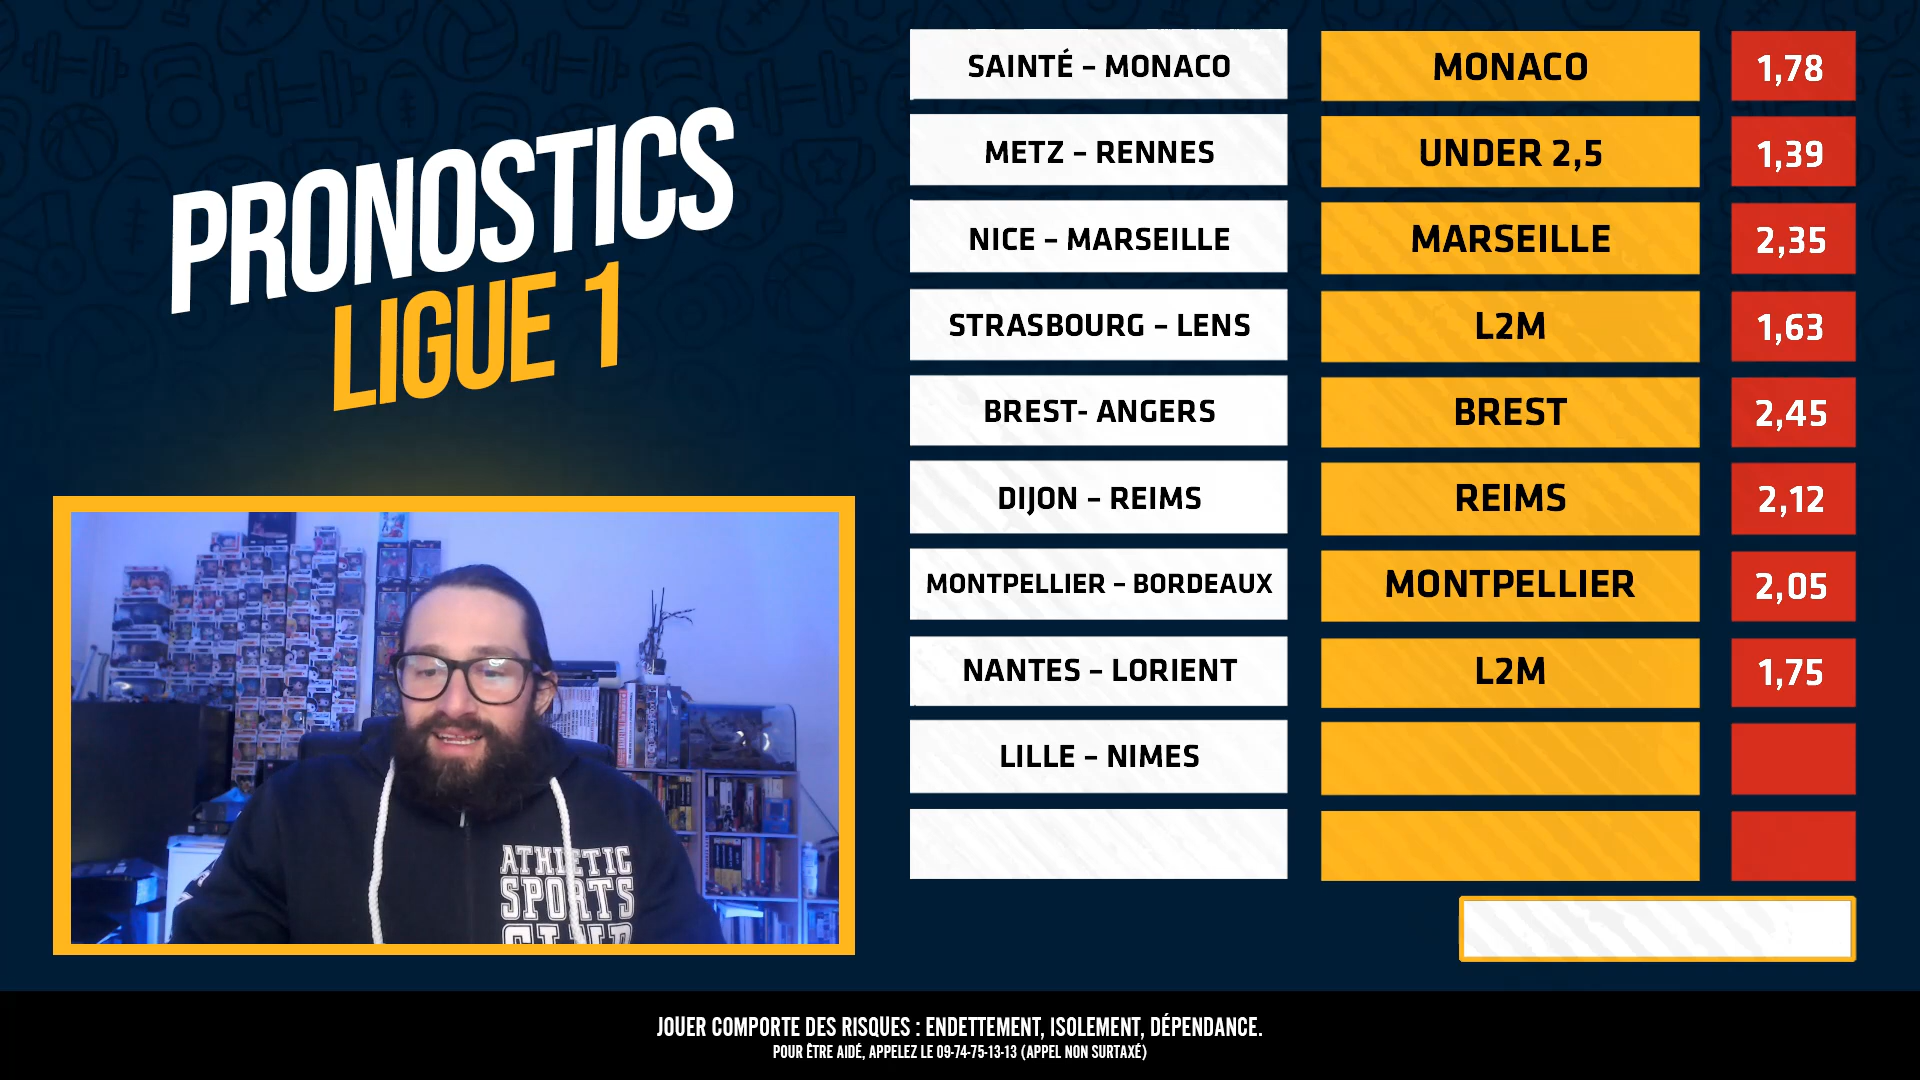 PRONOSTICS
LIGUE 1
SAINTÉ – MONACO MONACO 1,78
METZ – RENNES UNDER 2,5 1,39
NICE – MARSEILLE MARSEILLE 2,35
STRASBOURG – LENS L2M 1,63
BREST- ANGERS BREST 2,45
DIJON – REIMS REIMS 2,12
MONTPELLIER – BORDEAUX MONTPELLIER 2,05
NANTES – LORIENT L2M 1,75
LILLE – NIMES
ATHLETIC
SPORTS
CLUB
JOUER COMPORTE DES RISQUES : ENDETTEMENT, ISOLEMENT, DÉPENDANCE.
POUR ÊTRE AIDÉ, APPELEZ LE 09-74-75-13-13 (APPEL NON SURTAXÉ)